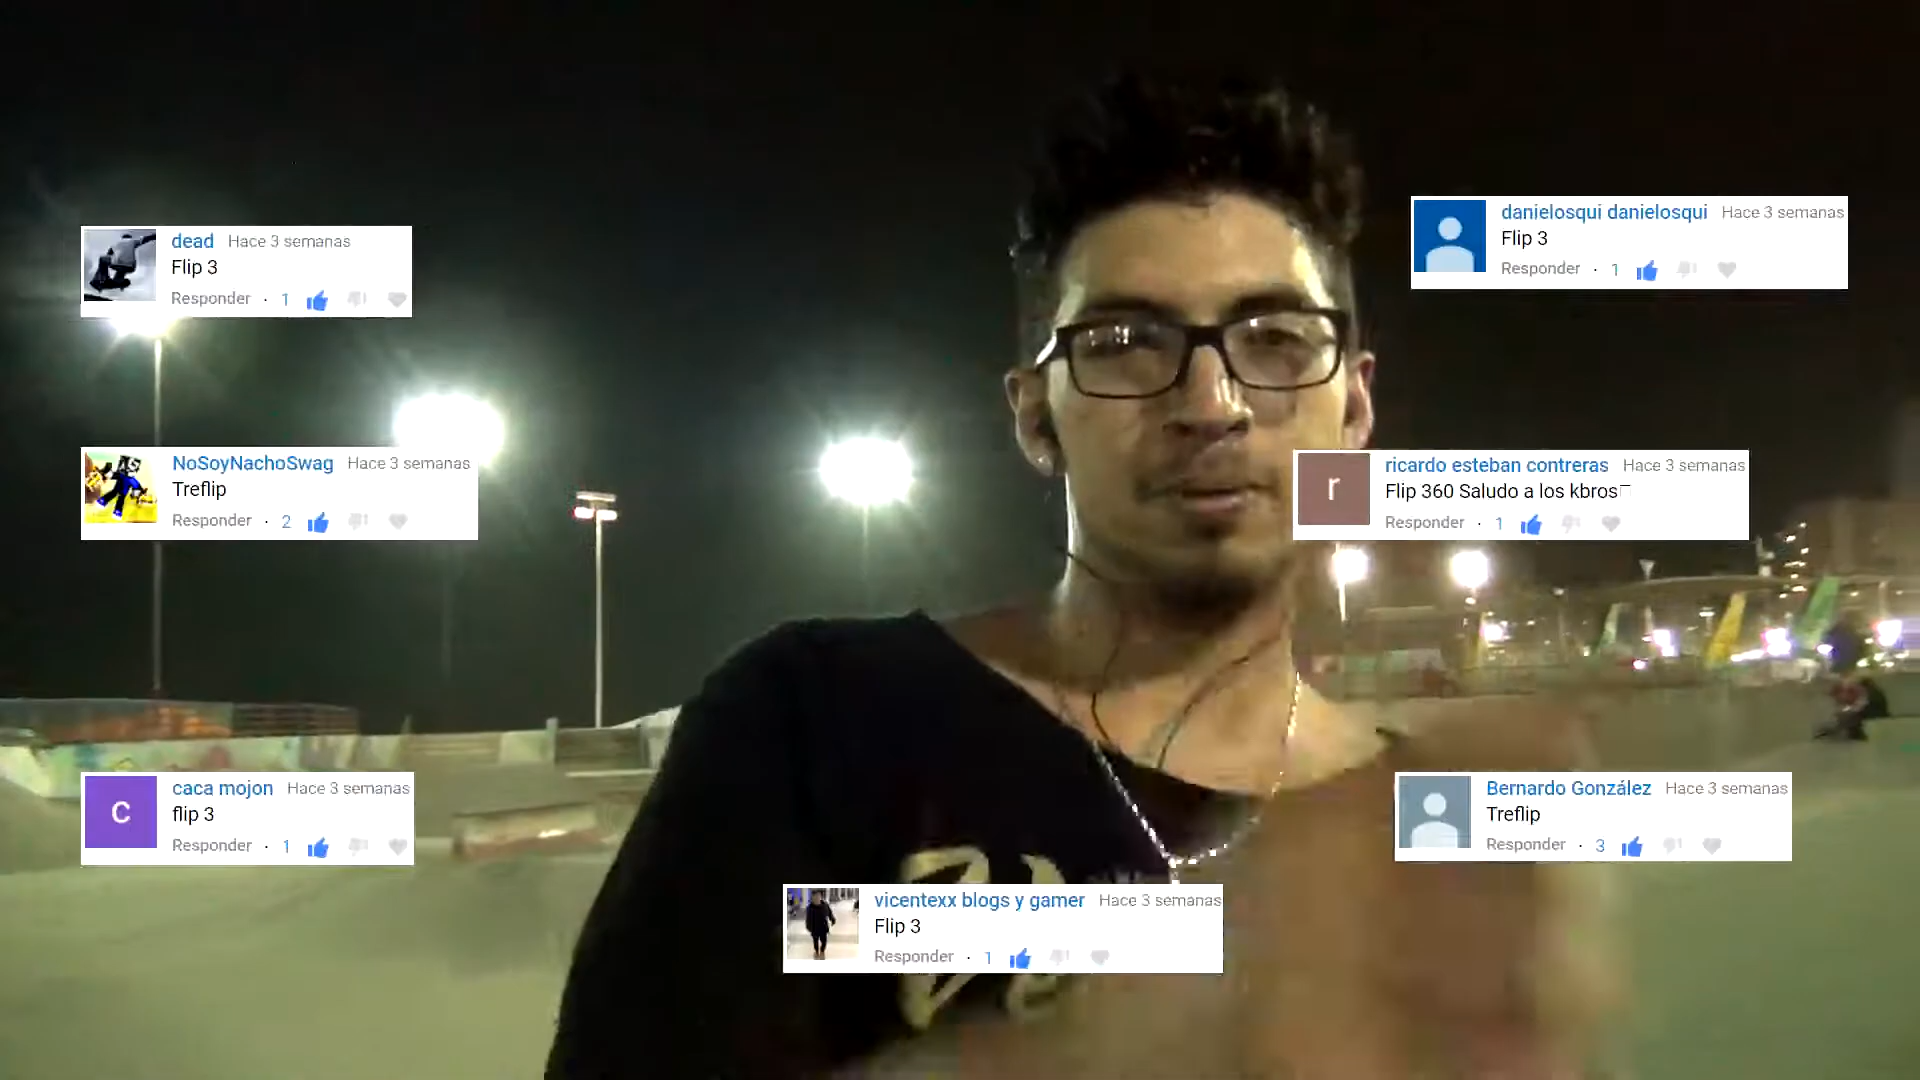 danielosqui danielosqui Hace 3 semanas
Flip 3
Responder · 1
dead Hace 3 semanas
Flip 3
Responder · 1
NoSoyNachoSwag Hace 3 semanas
Treflip
Responder · 2
ricardo esteban contreras Hace 3 semanas
Flip 360 Saludo a los kbros
Responder · 1
caca mojon Hace 3 semanas
flip 3
Responder · 1
C
r
Bernardo González Hace 3 semanas
Treflip
Responder · 3
vicentexx blogs y gamer Hace 3 semanas
Flip 3
Responder · 1